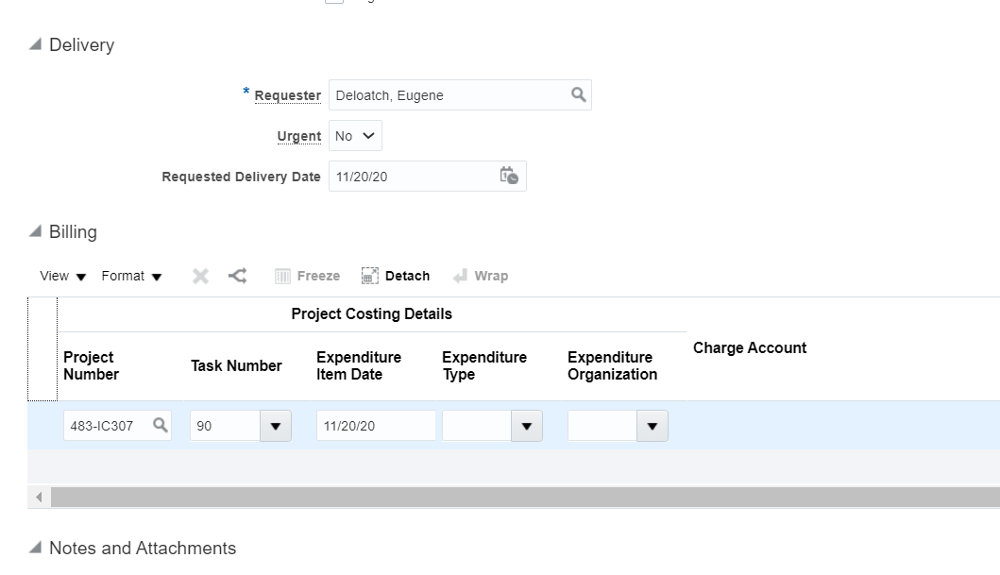 Delivery
* Requester Deloatch, Eugene
Urgent No
Requested Delivery Date 11/20/20
Billing
View Format Freeze Detach Wrap
Project Costing Details
Project Number Task Number Expenditure Item Date Expenditure Type Expenditure Organization Charge Account
483-IC307 90 11/20/20
Notes and Attachments